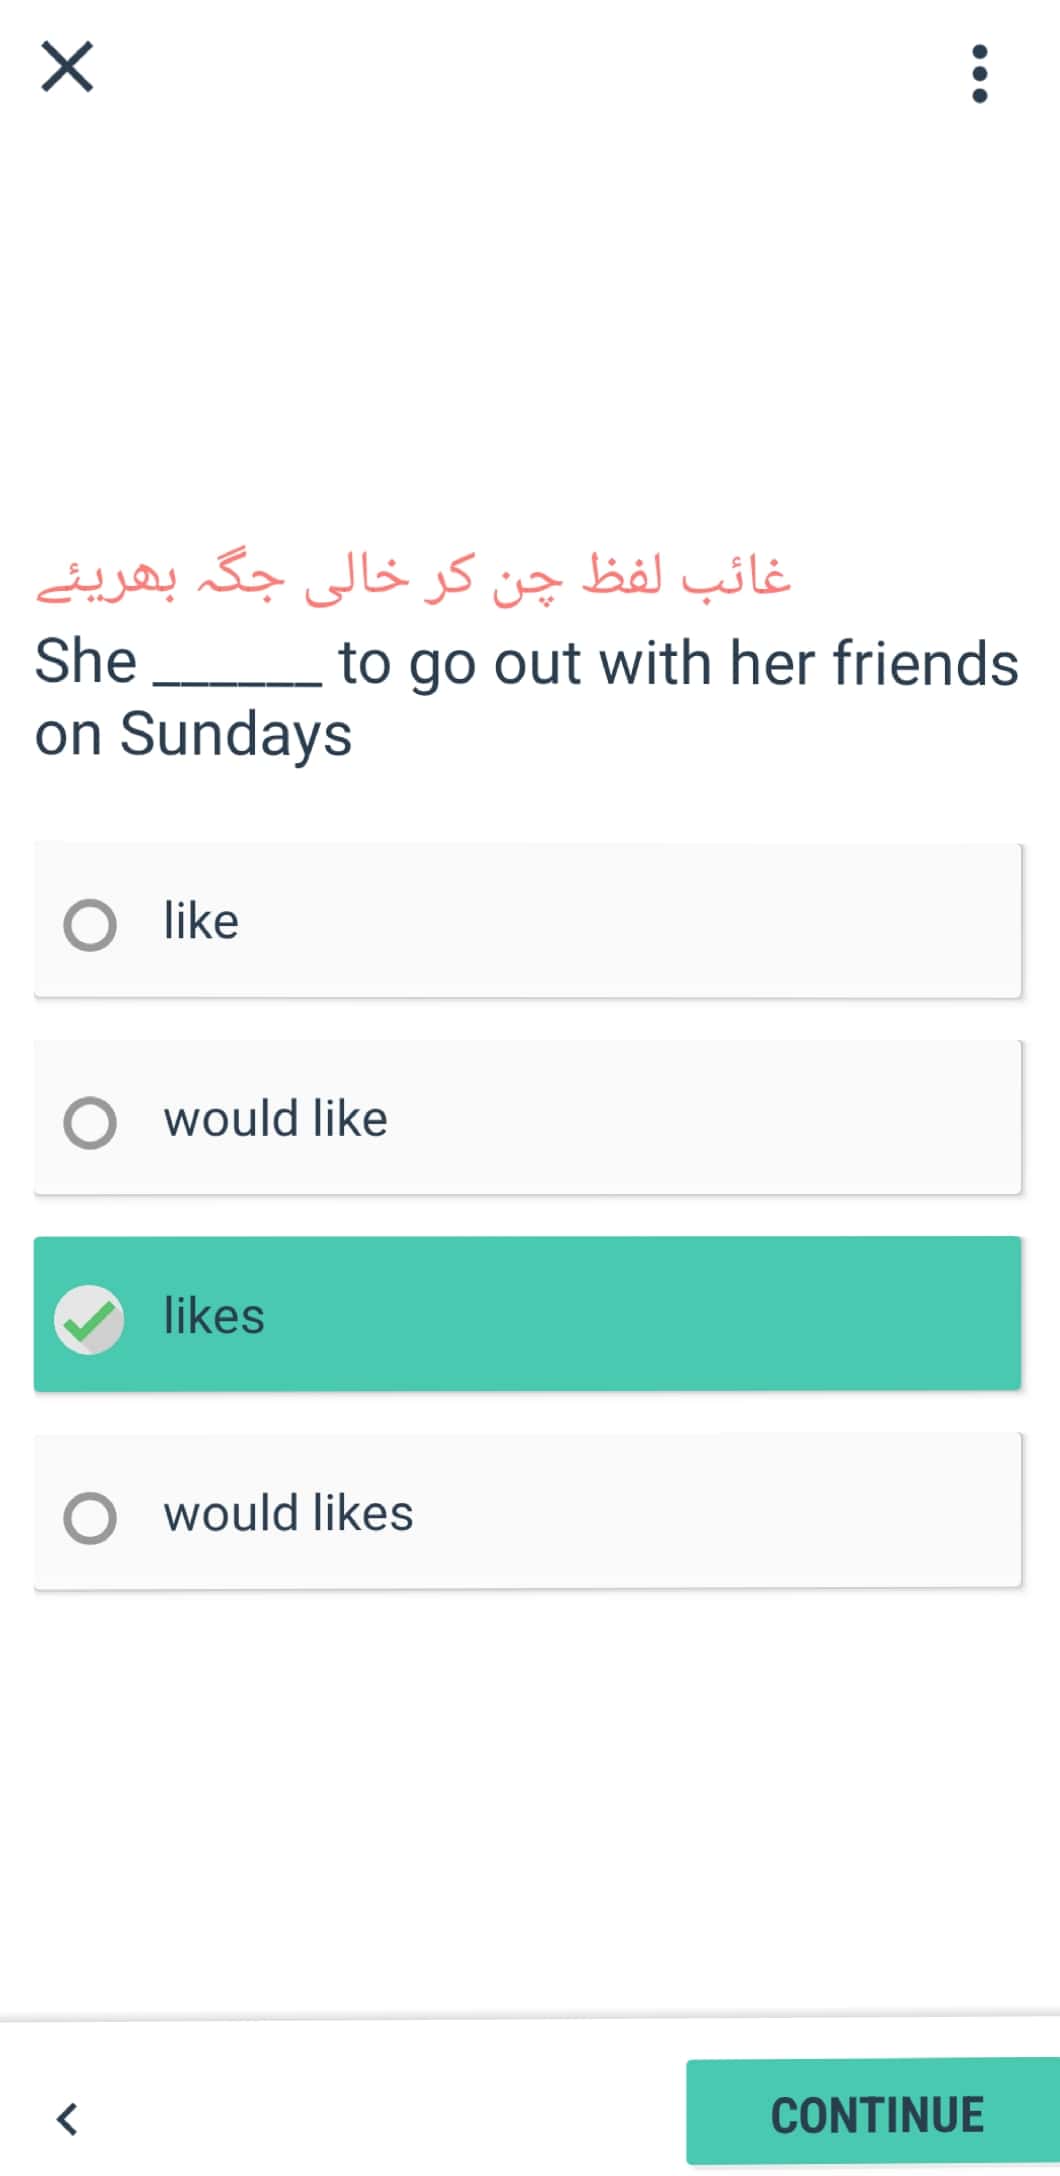 غائب لفظ چن کر خالی جگہ بھریئے
She ______ to go out with her friends
on Sundays
like
would like
likes
would likes
CONTINUE